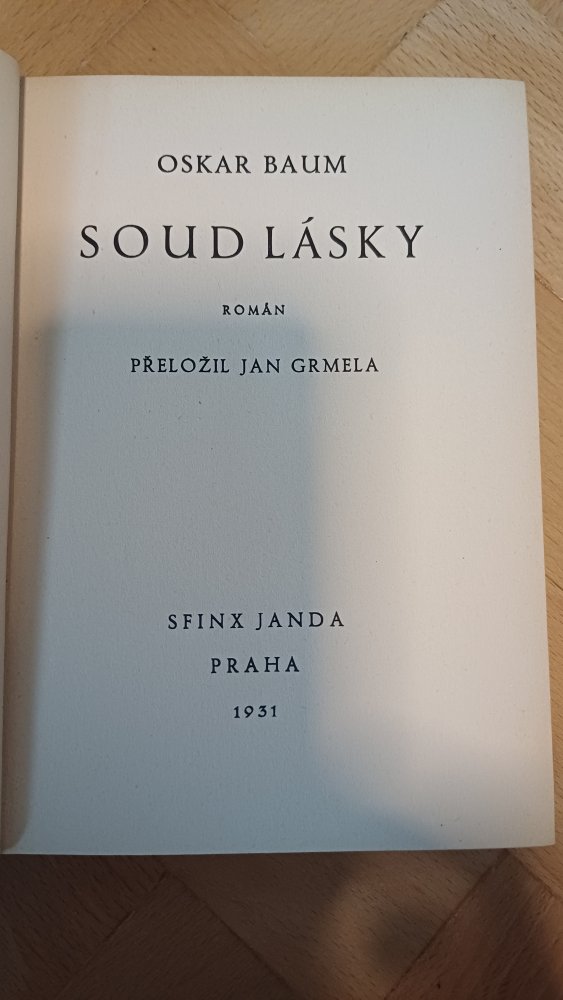 OSKAR BAUM
SOUD LÁSKY
ROMÁN
PŘELOŽIL JAN GRMELA
SFINX JANDA
PRAHA
1931